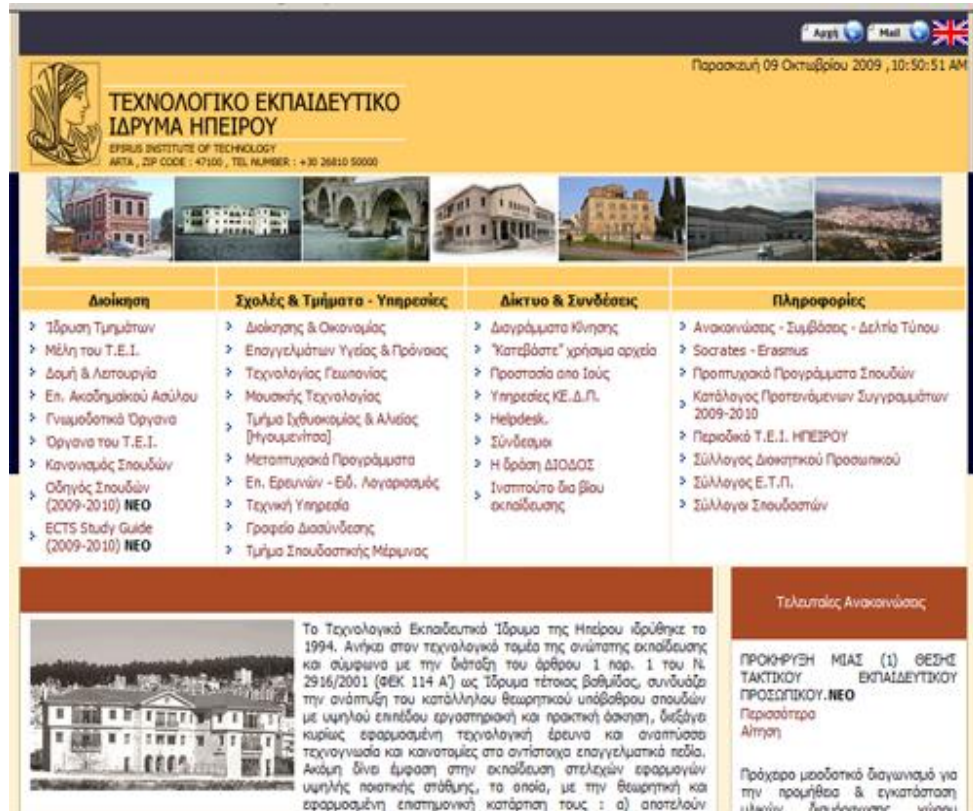 Αρχή Mail
Παρασκευή 09 Οκτωβρίου 2009 ,10:50:51 AM
ΤΕΧΝΟΛΟΓΙΚΟ ΕΚΠΑΙΔΕΥΤΙΚΟ
ΙΔΡΥΜΑ ΗΠΕΙΡΟΥ
EPIRUS INSTITUTE OF TECHNOLOGY
ARTA , ZIP CODE : 47100 , TEL NUMBER : +30 26810 50000
Διοίκηση
Ίδρυση Τμημάτων
Μέλη του Τ.Ε.Ι.
Δομή & Λειτουργία
Επ. Ακαδημαϊκού Ασύλου
Γνωμοδοτικά Όργανα
Όργανα του Τ.Ε.Ι.
Κανονισμός Σπουδών
Οδηγός Σπουδών
(2009-2010) ΝΕΟ
ECTS Study Guide
(2009-2010) ΝΕΟ
Σχολές & Τμήματα - Υπηρεσίες
Διοίκησης & Οικονομίας
Επαγγελμάτων Υγείας & Πρόνοιας
Τεχνολογίας Γεωπονίας
Μουσικής Τεχνολογίας
Τμήμα Ιχθυοκομίας & Αλιείας
[Ηγουμενίτσα]
Μεταπτυχιακά Προγράμματα
Επ. Ερευνών - Ειδ. Λογαριασμός
Τεχνική Υπηρεσία
Γραφείο Διασύνδεσης
Τμήμα Σπουδαστικής Μέριμνας
Δίκτυο & Συνδέσεις
Διαγράμματα Κίνησης
"Κατεβάστε" χρήσιμα αρχεία
Προστασία απο Ιούς
Υπηρεσίες ΚΕ.Δ.Π.
Helpdesk.
Σύνδεσμοι
Η δράση ΔΙΟΔΟΣ
Ινστιτούτο δια βίου
εκπαίδευσης
Πληροφορίες
Ανακοινώσεις - Συμβάσεις - Δελτία Τύπου
Socrates - Erasmus
Προπτυχιακά Προγράμματα Σπουδών
Κατάλογος Προτεινόμενων Συγγραμμάτων
2009-2010
Περιοδικό Τ.Ε.Ι. ΗΠΕΙΡΟΥ
Σύλλογος Διοικητικού Προσωπικού
Σύλλογος Ε.Τ.Π.
Σύλλογοι Σπουδαστών
Το Τεχνολογικό Εκπαιδευτικό Ίδρυμα της Ηπείρου ιδρύθηκε το
1994. Ανήκει στον τεχνολογικό τομέα της ανώτατης εκπαίδευσης
και σύμφωνα με την διάταξη του άρθρου 1 παρ. 1 του Ν.
2916/2001 (ΦΕΚ 114 Α') ως Ίδρυμα τέτοιας βαθμίδας, συνδυάζει
την ανάπτυξη του κατάλληλου θεωρητικού υπόβαθρου σπουδών
με υψηλού επιπέδου εργαστηριακή και πρακτική άσκηση, διεξάγει
κυρίως εφαρμοσμένη τεχνολογική έρευνα και αναπτύσσει
τεχνογνωσία και καινοτομίες στα αντίστοιχα επαγγελματικά πεδία.
Ακόμη δίνει έμφαση στην εκπαίδευση στελεχών εφαρμογών
υψηλής ποιοτικής στάθμης, τα οποία, με την θεωρητική και
εφαρμοσμένη επιστημονική κατάρτιση τους : α) αποτελούν
Τελευταίες Ανακοινώσεις
ΠΡΟΚΗΡΥΞΗ ΜΙΑΣ (1) ΘΕΣΗΣ
ΤΑΚΤΙΚΟΥ ΕΚΠΑΙΔΕΥΤΙΚΟΥ
ΠΡΟΣΩΠΙΚΟΥ.ΝΕΟ
Περισσότερα
Αίτηση
Πρόχειρο μειοδοτικό διαγωνισμό για
την προμήθεια & εγκατάσταση
υλικών διαμόρφωσης χώρου